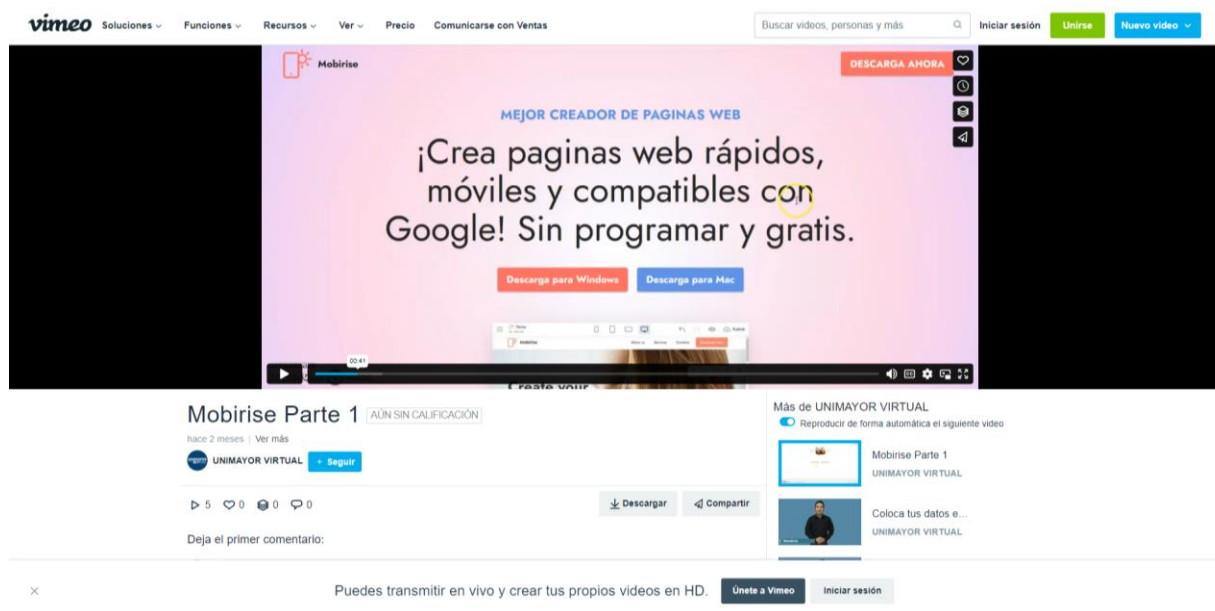 vimeo Soluciones Funciones Recursos Ver Precio Comunicarse con Ventas Buscar videos, personas y más Iniciar sesión Unirse Nuevo video
Mobirise DESCARGA AHORA
MEJOR CREADOR DE PAGINAS WEB
¡Crea paginas web rápidos,
móviles y compatibles con
Google! Sin programar y gratis.
Descarga para Windows Descarga para Mac
Mobirise
00:41
Create your
Mobirise Parte 1 AÚN SIN CALIFICACIÓN
hace 2 meses | Ver más
UNIMAYOR VIRTUAL + Seguir
5 0 0 0
Descargar Compartir
Deja el primer comentario:
Más de UNIMAYOR VIRTUAL
Reproducir de forma automática el siguiente video
Mobirise Parte 1
UNIMAYOR VIRTUAL
Coloca tus datos e...
UNIMAYOR VIRTUAL
Puedes transmitir en vivo y crear tus propios videos en HD. Únete a Vimeo Iniciar sesión